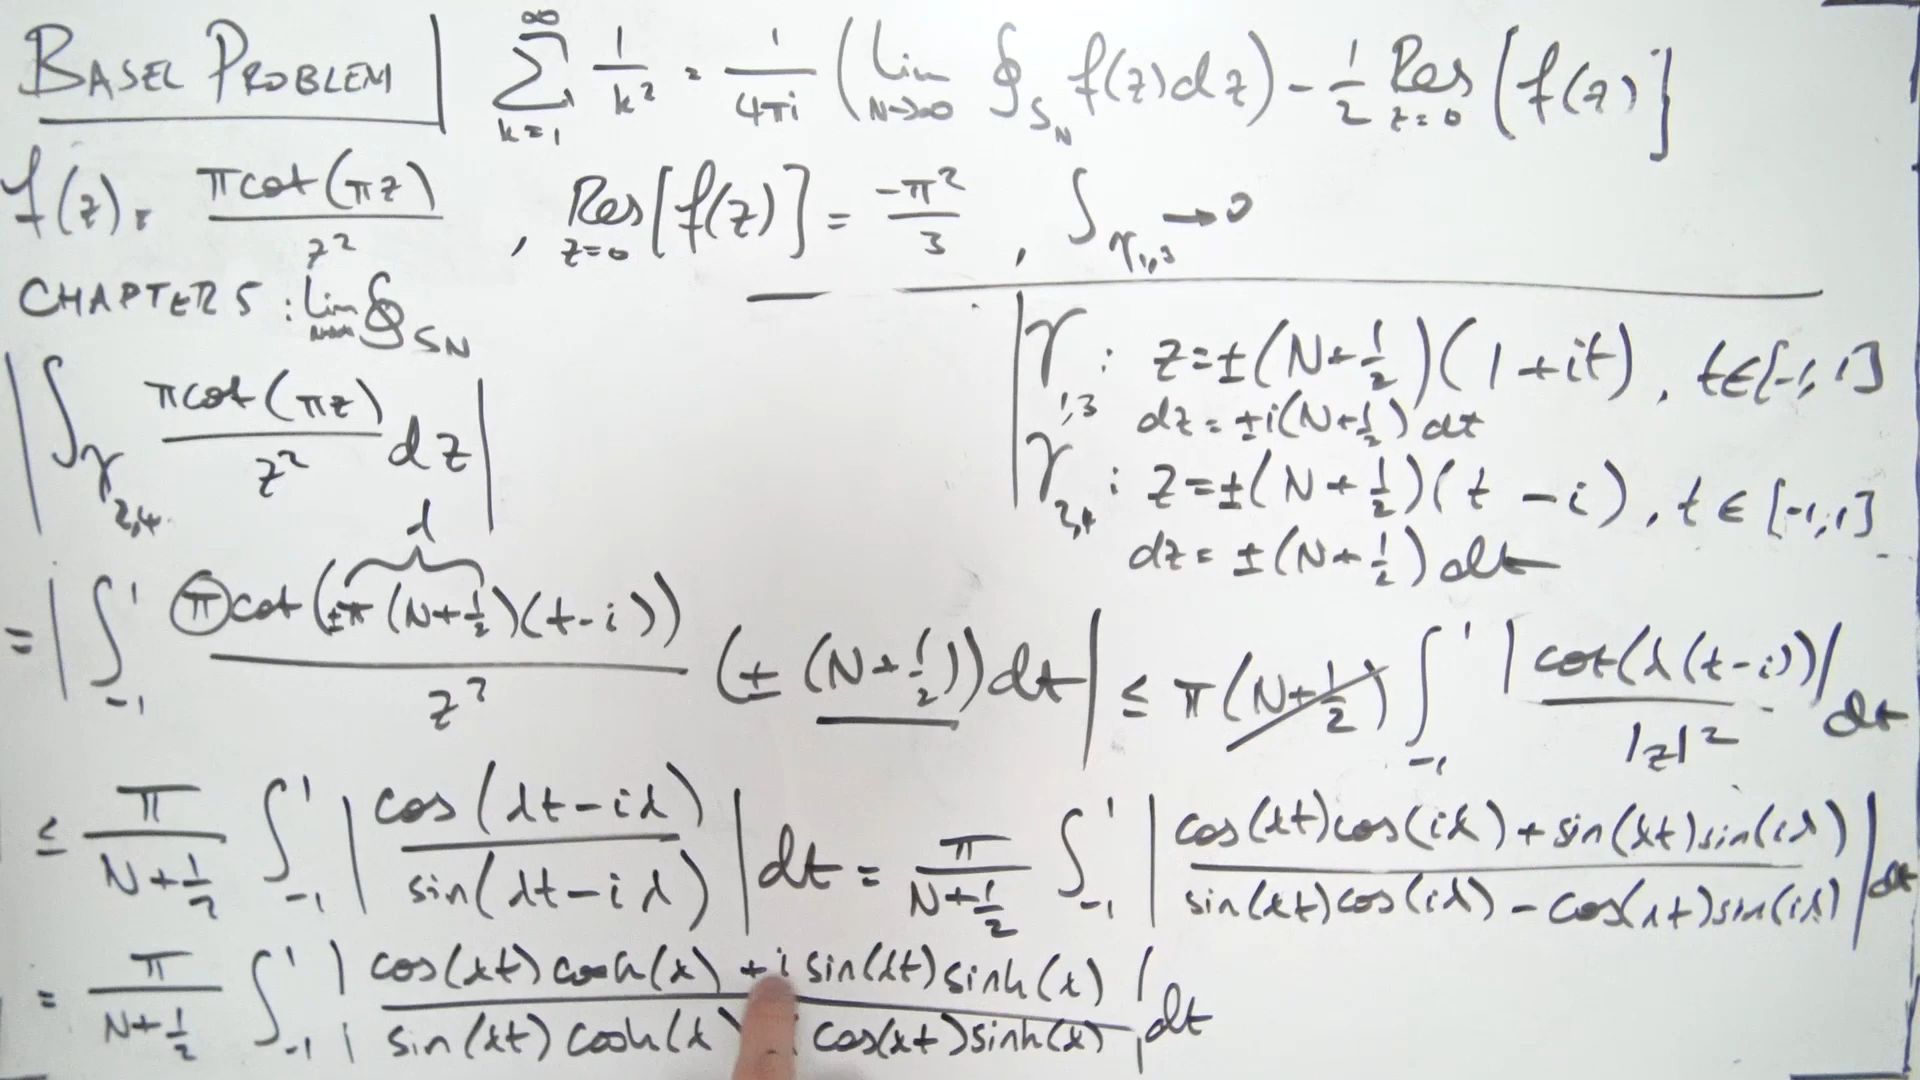 BASEL PROBLEM | ∑_{k=1}^{∞} 1/k² = 1/(4πi) (Lim_{N→∞} ∮_{S_N} f(z)dz) - 1/2 Res_{z=0} [f(z)]
f(z) = πcot(πz)/z² , Res_{z=0}[f(z)] = -π²/3 , ∫_{γ_{1,3}} → 0
CHAPTER 5 : Lim_{N→∞} ∮_{S_N}
γ_{1,3} : z=±(N+1/2)(1+it), t∈[-1,1]
dz = ±i(N+1/2)dt
γ_{2,4} : z=±(N+1/2)(t-i), t∈[-1,1]
dz = ±(N+1/2)dt
|∫_{γ_{2,4}} πcot(πz)/z² dz|
λ
= |∫_{-1}^{1} πcot(±π(N+1/2)(t-i))/z² (±(N+1/2))dt| ≤ π(N+1/2) ∫_{-1}^{1} |cot(λ(t-i))|/|z|² dt
≤ π/(N+1/2) ∫_{-1}^{1} |cos(λt-iλ)/sin(λt-iλ)| dt = π/(N+1/2) ∫_{-1}^{1} |cos(λt)cos(iλ)+sin(λt)sin(iλ)/sin(λt)cos(iλ)-cos(λt)sin(iλ)| dt
= π/(N+1/2) ∫_{-1}^{1} |cos(λt)cosh(λ)+i sin(λt)sinh(λ)/sin(λt)cosh(λ) cos(λt)sinh(λ)| dt